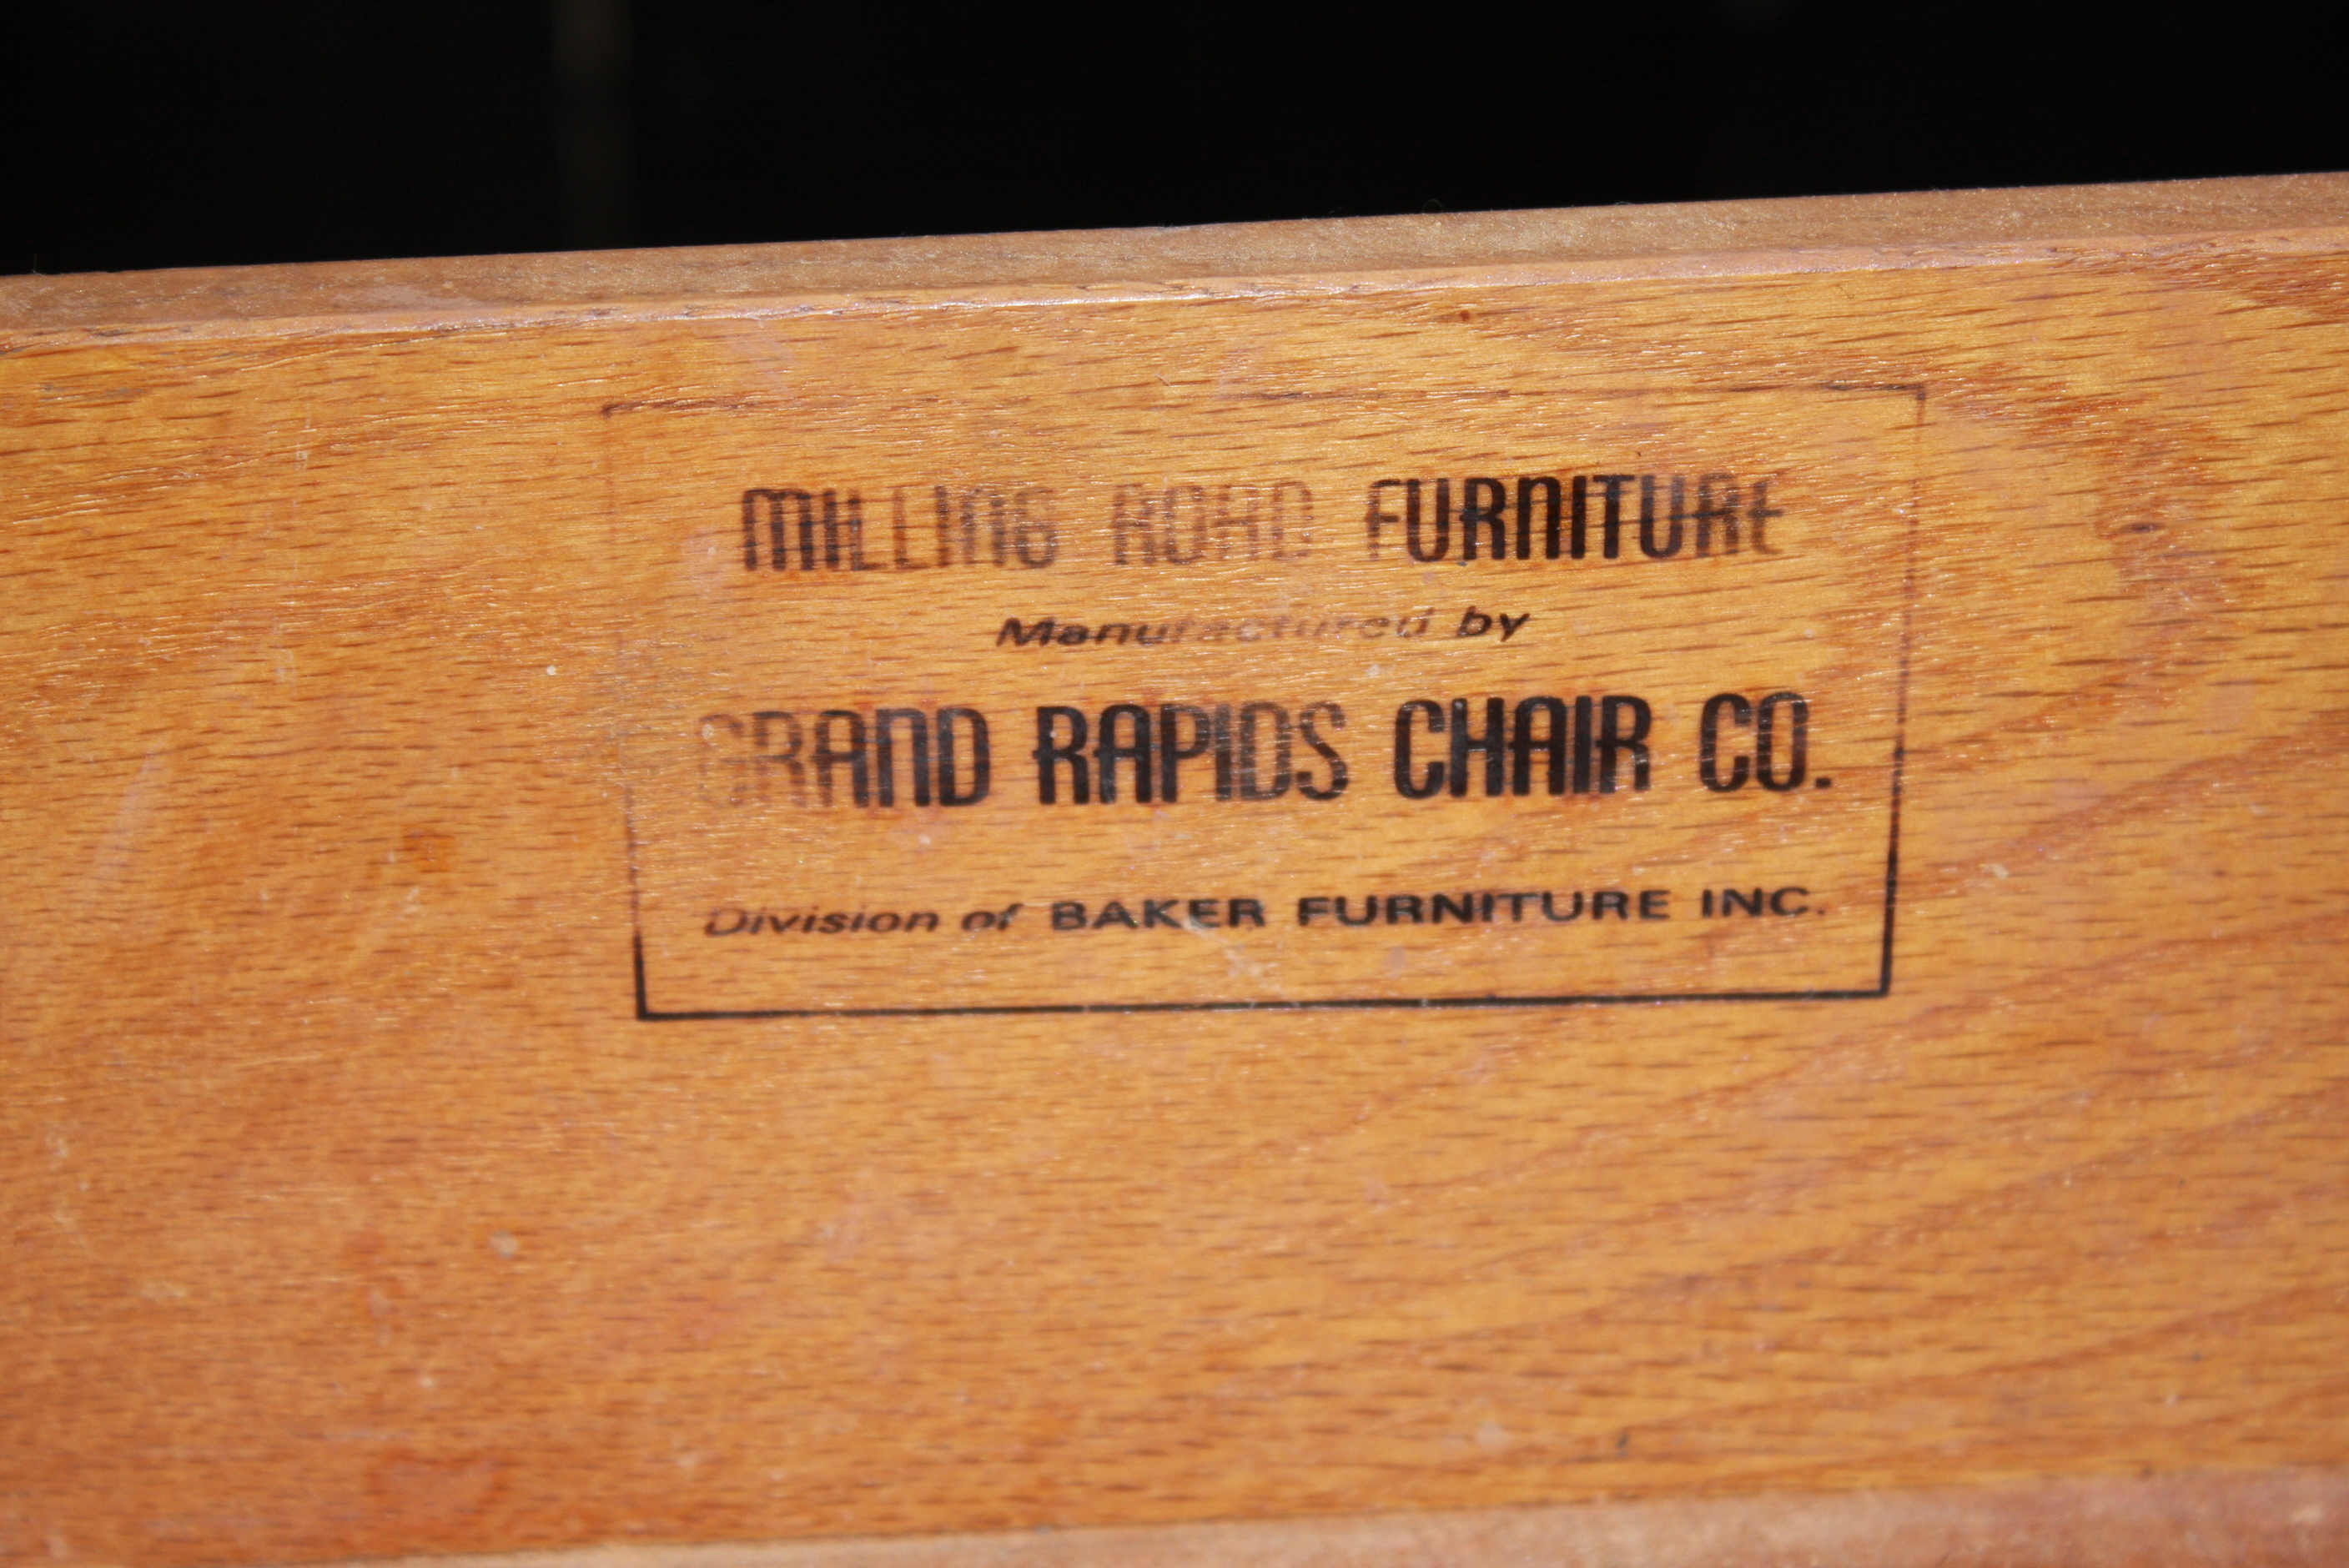 MILLING ROAD FURNITURE
Manufactured by
GRAND RAPIDS CHAIR CO.
Division of BAKER FURNITURE INC.